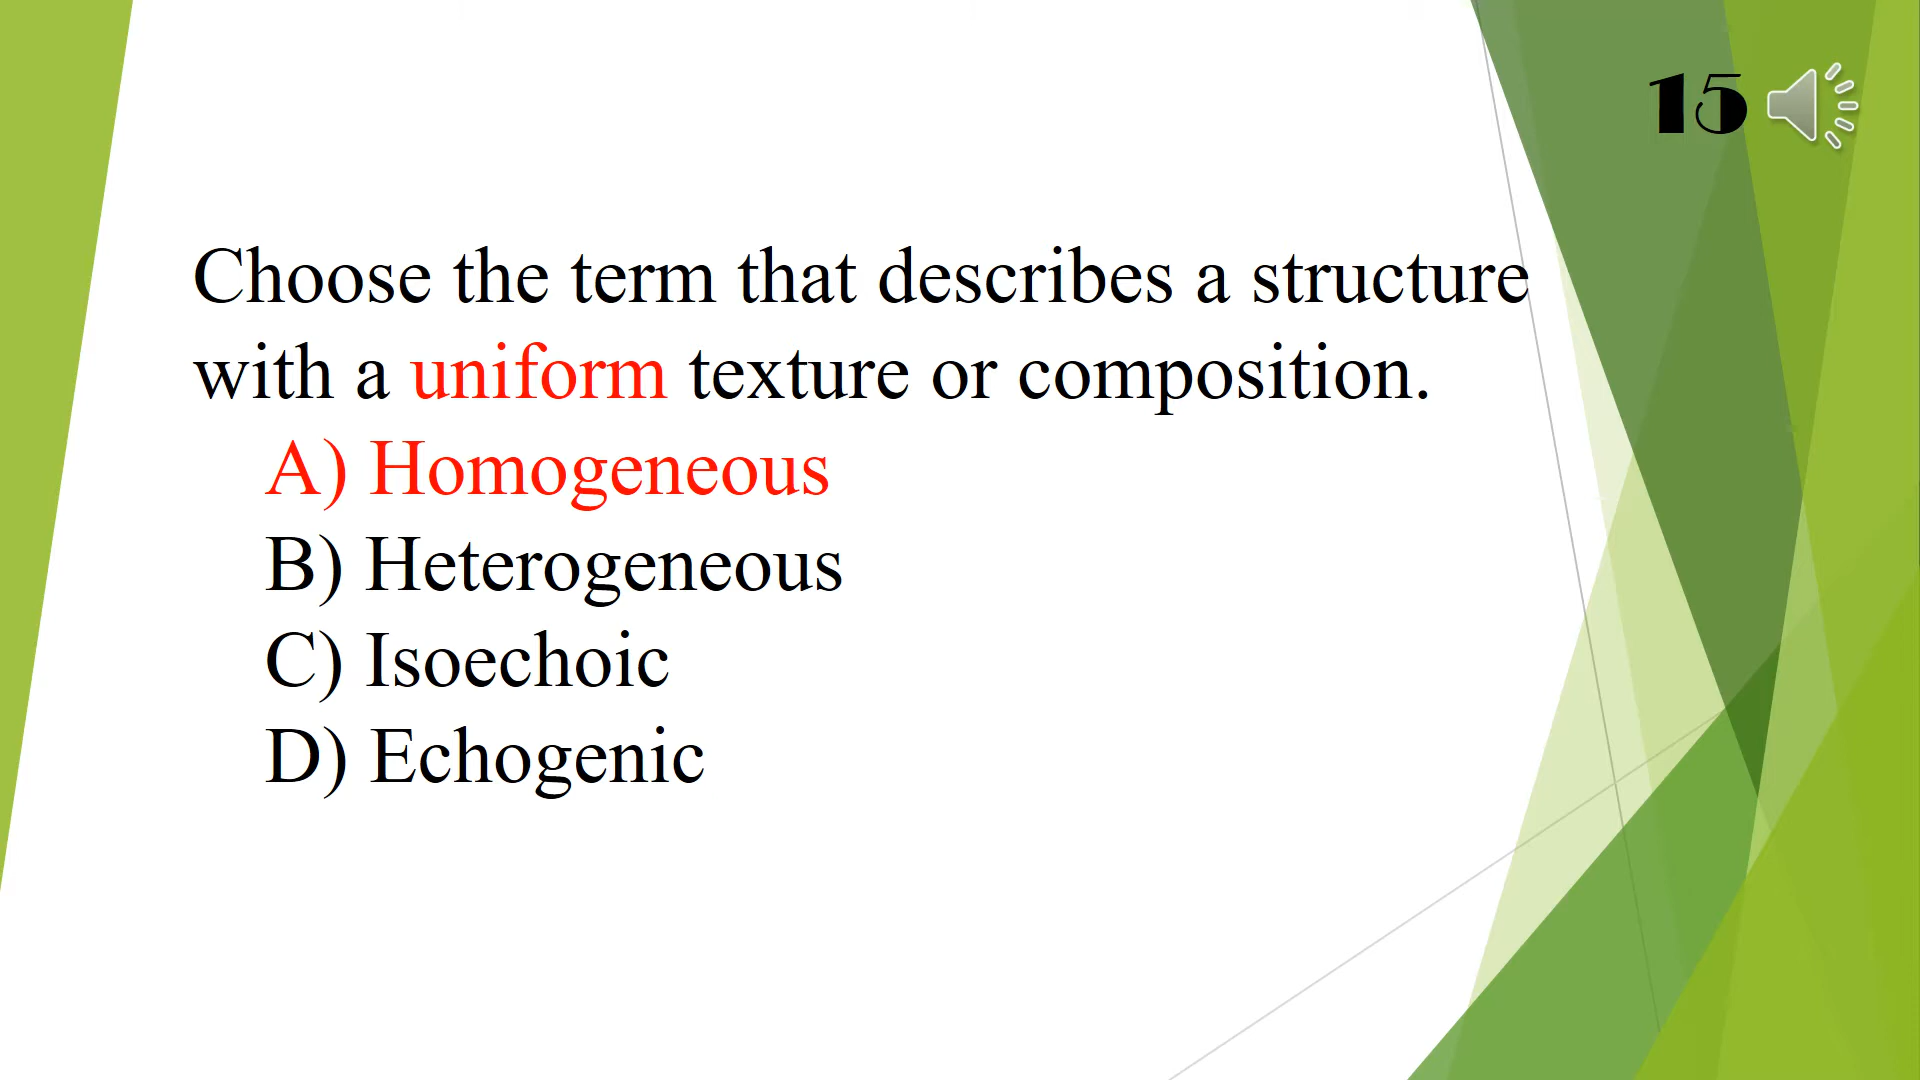 15
Choose the term that describes a structure
with a uniform texture or composition.
A) Homogeneous
B) Heterogeneous
C) Isoechoic
D) Echogenic